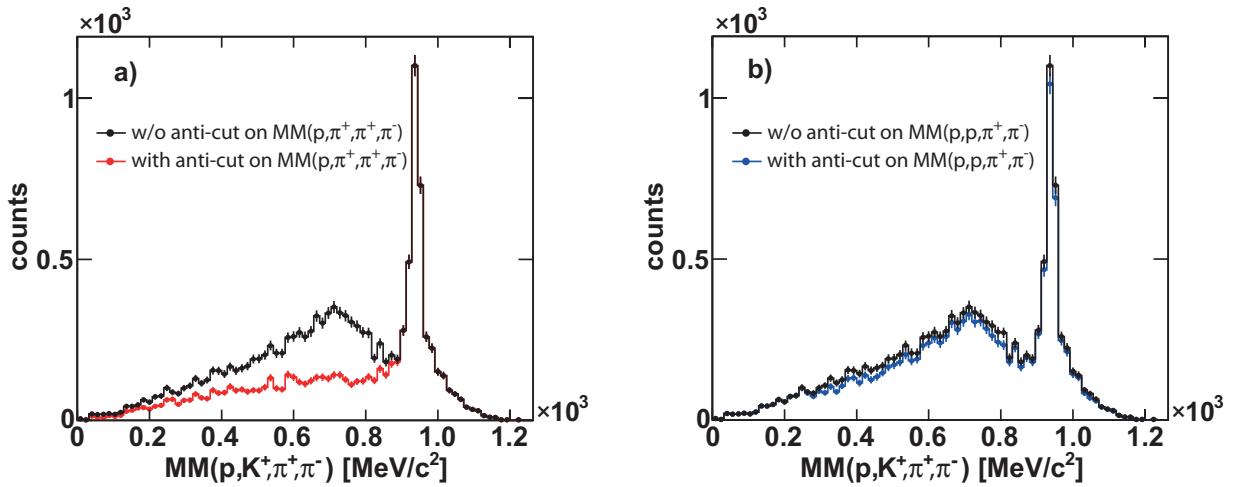 ×10³
a)
1
w/o anti-cut on MM(p,π⁺,π⁺,π⁻)
with anti-cut on MM(p,π⁺,π⁺,π⁻)
counts
0.5
0
0 0.2 0.4 0.6 0.8 1.0 1.2
×10³
MM(p,K⁺,π⁺,π⁻) [MeV/c²]
×10³
b)
1
w/o anti-cut on MM(p,p,π⁺,π⁻)
with anti-cut on MM(p,p,π⁺,π⁻)
counts
0.5
0
0 0.2 0.4 0.6 0.8 1.0 1.2
×10³
MM(p,K⁺,π⁺,π⁻) [MeV/c²]